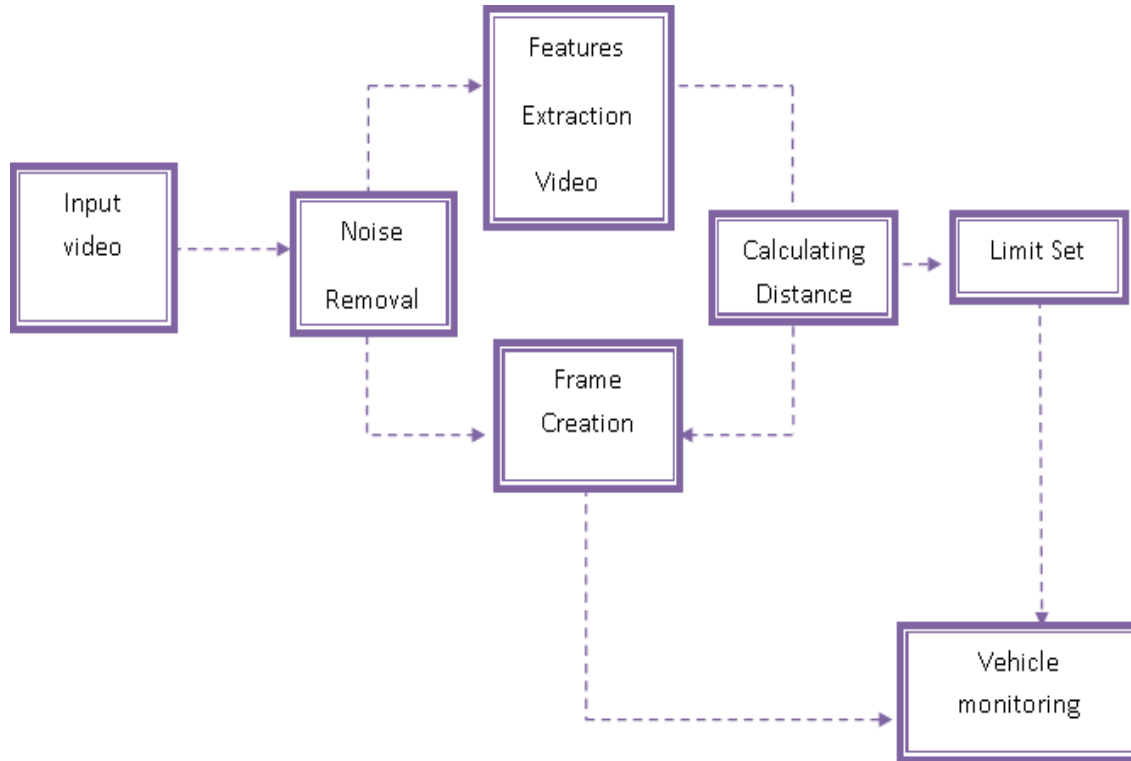 Input
video
Noise
Removal
Features
Extraction
Video
Frame
Creation
Calculating
Distance
Limit Set
Vehicle
monitoring